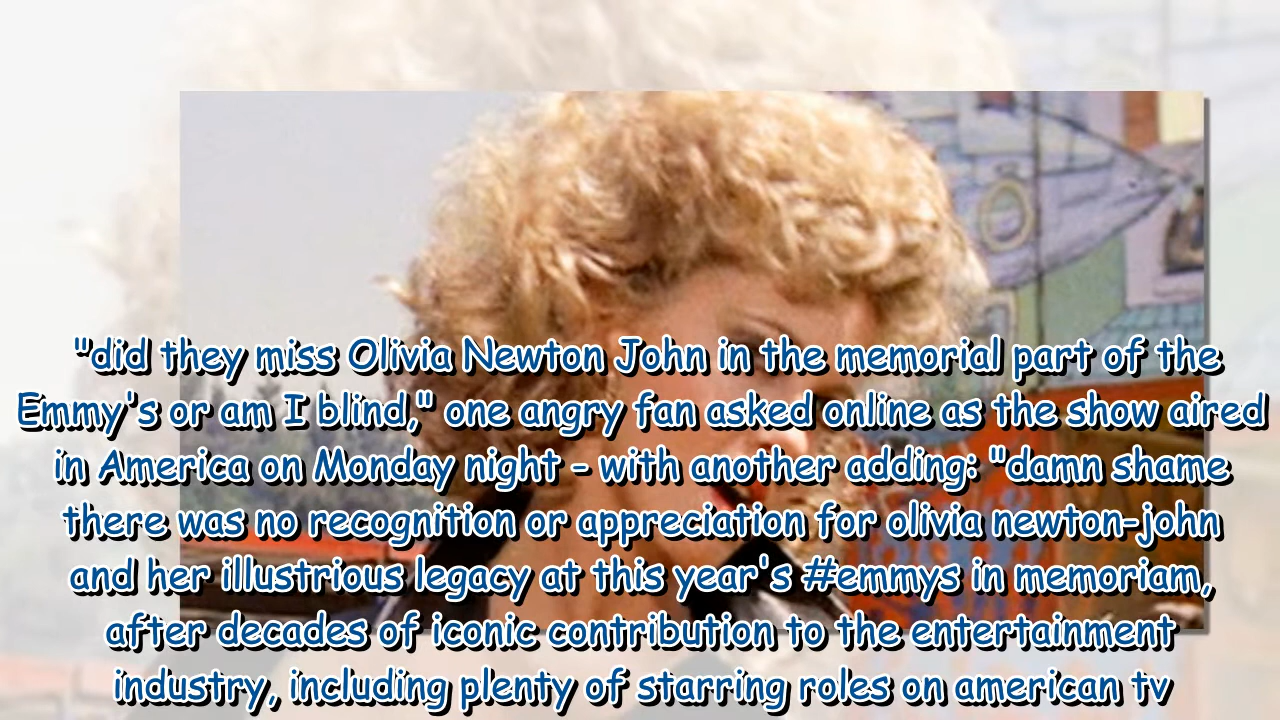 "did they miss Olivia Newton John in the memorial part of the
Emmy's or am I blind," one angry fan asked online as the show aired
in America on Monday night - with another adding: "damn shame
there was no recognition or appreciation for olivia newton-john
and her illustrious legacy at this year's #emmys in memoriam,
after decades of iconic contribution to the entertainment
industry, including plenty of starring roles on american tv